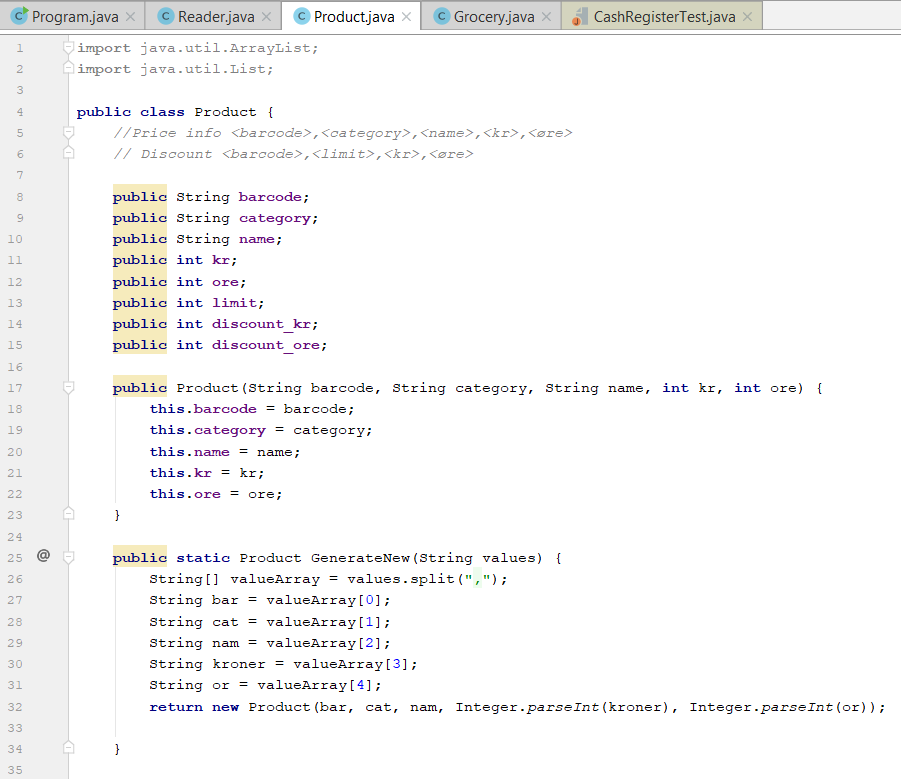 Program.java Reader.java Product.java Grocery.java CashRegisterTest.java
1 import java.util.ArrayList;
2 import java.util.List;
3
4 public class Product {
5 //Price info <barcode>,<category>,<name>,<kr>,<øre>
6 // Discount <barcode>,<limit>,<kr>,<øre>
7
8 public String barcode;
9 public String category;
10 public String name;
11 public int kr;
12 public int ore;
13 public int limit;
14 public int discount_kr;
15 public int discount_ore;
16
17 public Product(String barcode, String category, String name, int kr, int ore) {
18 this.barcode = barcode;
19 this.category = category;
20 this.name = name;
21 this.kr = kr;
22 this.ore = ore;
23 }
24
25 @ public static Product GenerateNew(String values) {
26 String[] valueArray = values.split(",");
27 String bar = valueArray[0];
28 String cat = valueArray[1];
29 String nam = valueArray[2];
30 String kroner = valueArray[3];
31 String or = valueArray[4];
32 return new Product(bar, cat, nam, Integer.parseInt(kroner), Integer.parseInt(or));
33
34 }
35